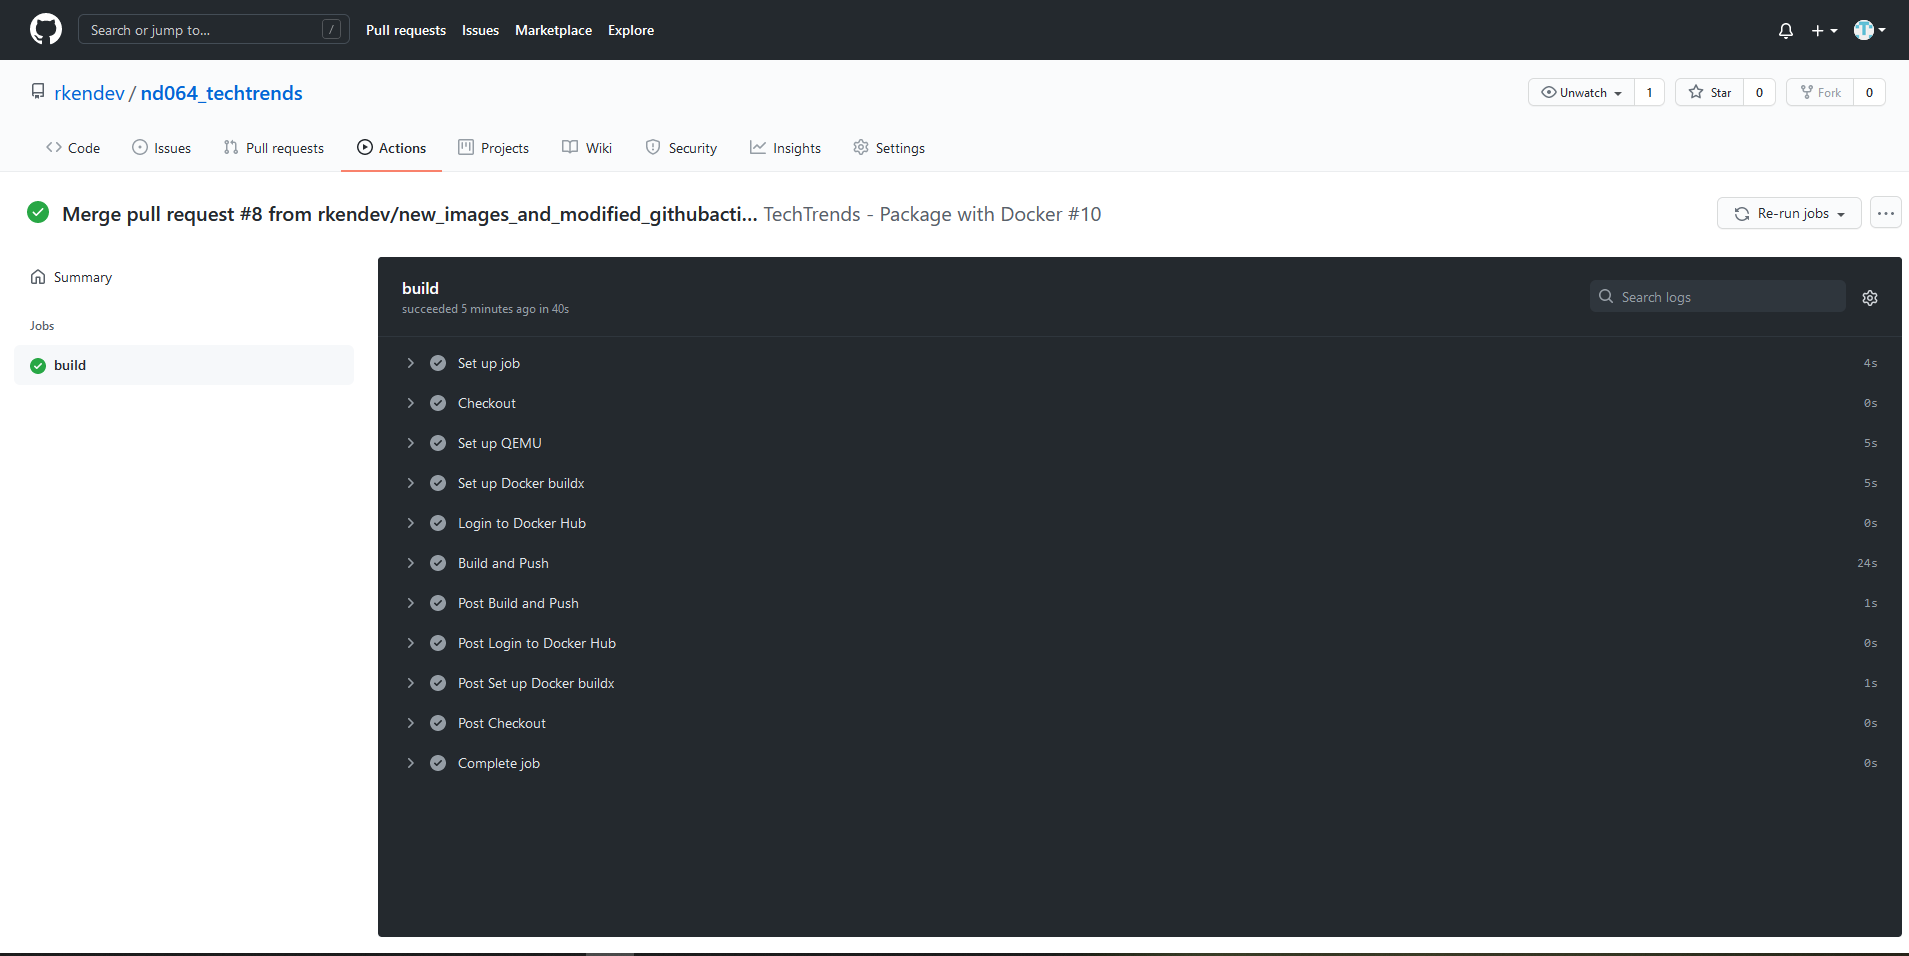 Search or jump to... / Pull requests Issues Marketplace Explore
rkendev / nd064_techtrends Unwatch 1 Star 0 Fork 0
Code Issues Pull requests Actions Projects Wiki Security Insights Settings
Merge pull request #8 from rkendev/new_images_and_modified_githubacti... TechTrends - Package with Docker #10 Re-run jobs ...
Summary
Jobs
build
build
succeeded 5 minutes ago in 40s
Search logs
Set up job 4s
Checkout 0s
Set up QEMU 5s
Set up Docker buildx 5s
Login to Docker Hub 0s
Build and Push 24s
Post Build and Push 1s
Post Login to Docker Hub 0s
Post Set up Docker buildx 1s
Post Checkout 0s
Complete job 0s